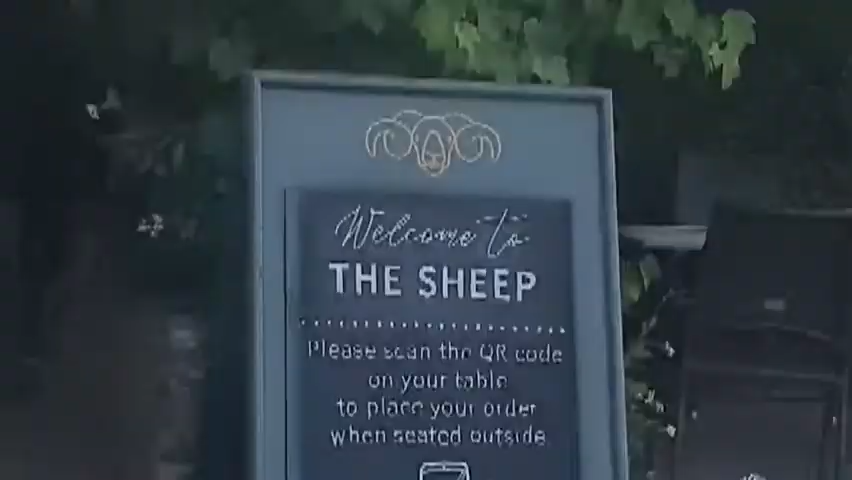 Welcome to
THE SHEEP
Please scan the QR code
on your table
to place your order
when seated outside